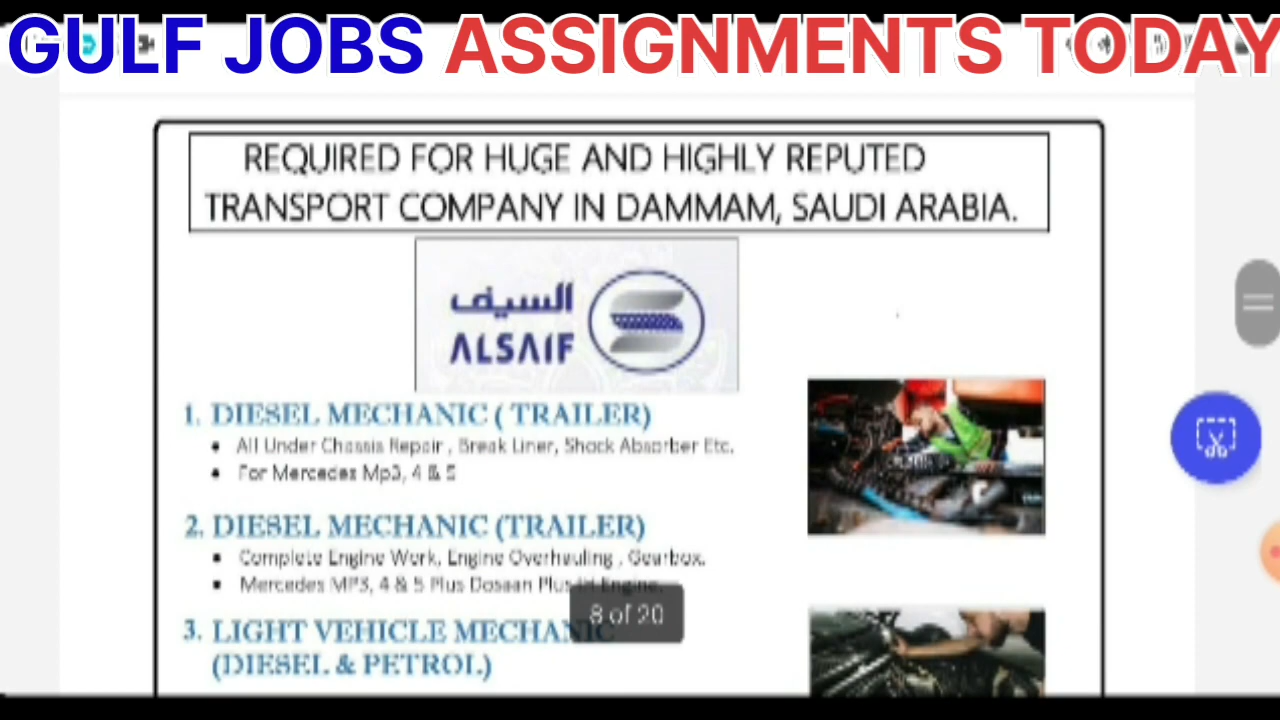 GULF JOBS ASSIGNMENTS TODAY
REQUIRED FOR HUGE AND HIGHLY REPUTED
TRANSPORT COMPANY IN DAMMAM, SAUDI ARABIA.
السيف
ALSAIF
1. DIESEL MECHANIC ( TRAILER)
• All Under Chassis Repair , Break Liner, Shock Absorber Etc.
• For Mercedes Mp3, 4 & 5
2. DIESEL MECHANIC (TRAILER)
• Complete Engine Work, Engine Overhauling , Gearbox.
• Mercedes MP3, 4 & 5 Plus Dosaan Plus Engine.
8 of 20
3. LIGHT VEHICLE MECHANIC
(DIESEL & PETROL)